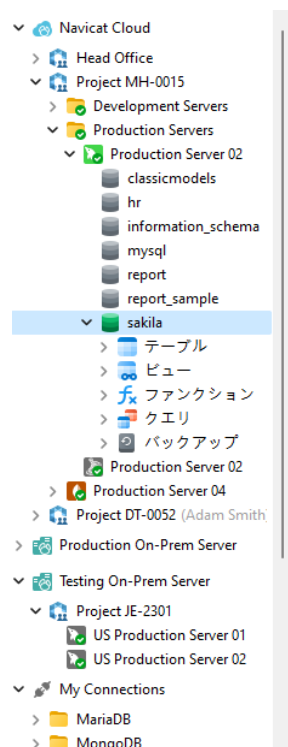 Navicat Cloud
Head Office
Project MH-0015
Development Servers
Production Servers
Production Server 02
classicmodels
hr
information_schema
mysql
report
report_sample
sakila
テーブル
ビュー
ファンクション
クエリ
バックアップ
Production Server 02
Production Server 04
Project DT-0052 (Adam Smith)
Production On-Prem Server
Testing On-Prem Server
Project JE-2301
US Production Server 01
US Production Server 02
My Connections
MariaDB
MongoDB